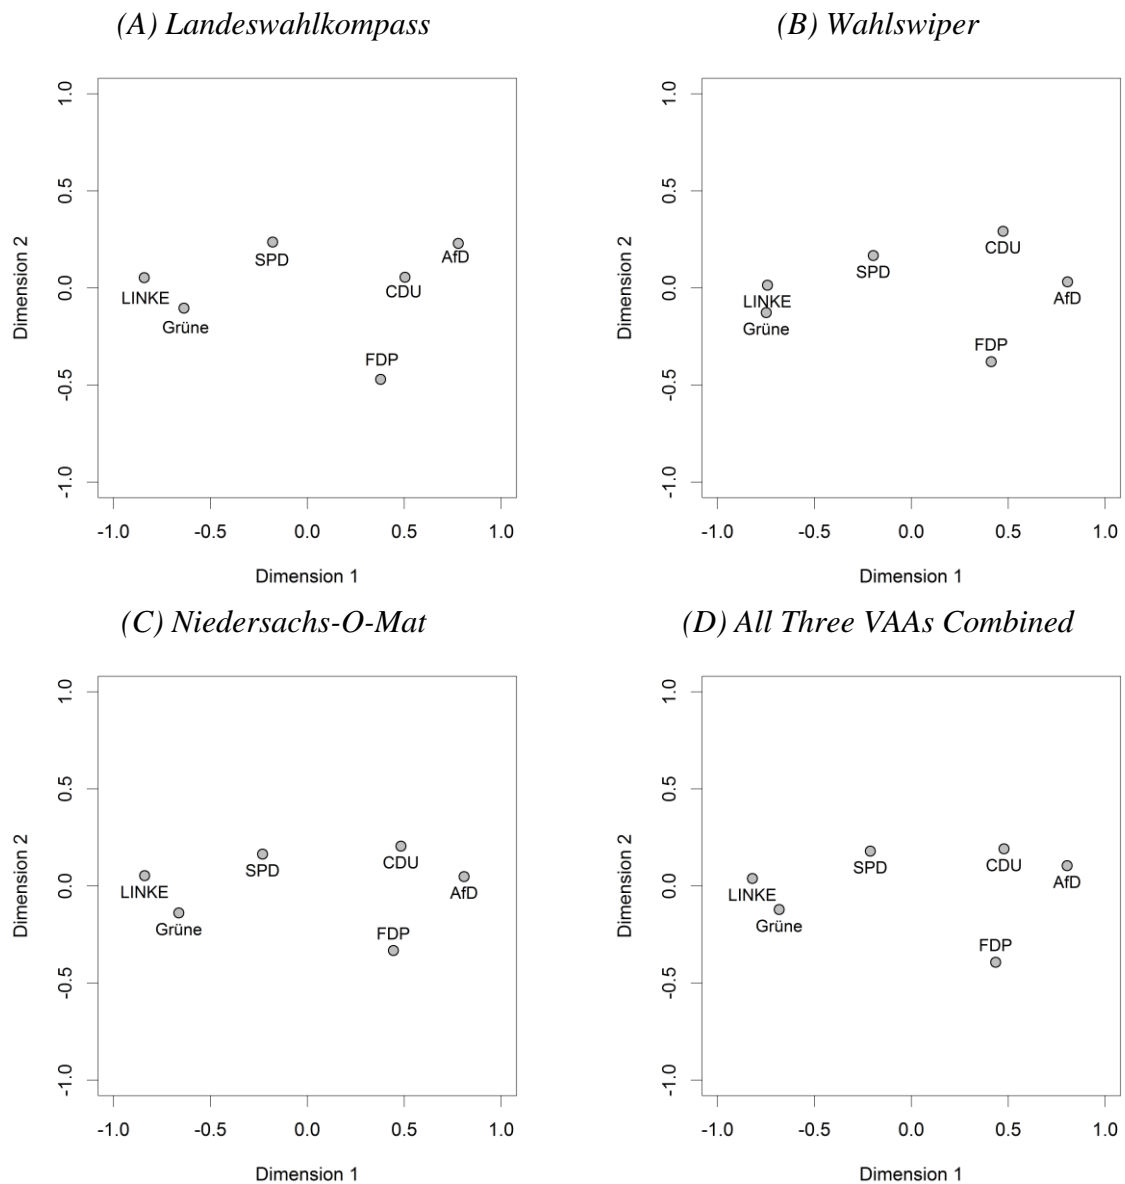 (A) Landeswahlkompass
1.0
0.5
0.0
-0.5
-1.0
Dimension 2
SPD
AfD
LINKE
CDU
Grüne
FDP
-1.0 -0.5 0.0 0.5 1.0
Dimension 1
(B) Wahlswiper
1.0
0.5
0.0
-0.5
-1.0
Dimension 2
CDU
SPD
LINKE
AfD
Grüne
FDP
-1.0 -0.5 0.0 0.5 1.0
Dimension 1
(C) Niedersachs-O-Mat
1.0
0.5
0.0
-0.5
-1.0
Dimension 2
CDU
SPD
LINKE
AfD
Grüne
FDP
-1.0 -0.5 0.0 0.5 1.0
Dimension 1
(D) All Three VAAs Combined
1.0
0.5
0.0
-0.5
-1.0
Dimension 2
SPD
CDU
AfD
LINKE
Grüne
FDP
-1.0 -0.5 0.0 0.5 1.0
Dimension 1